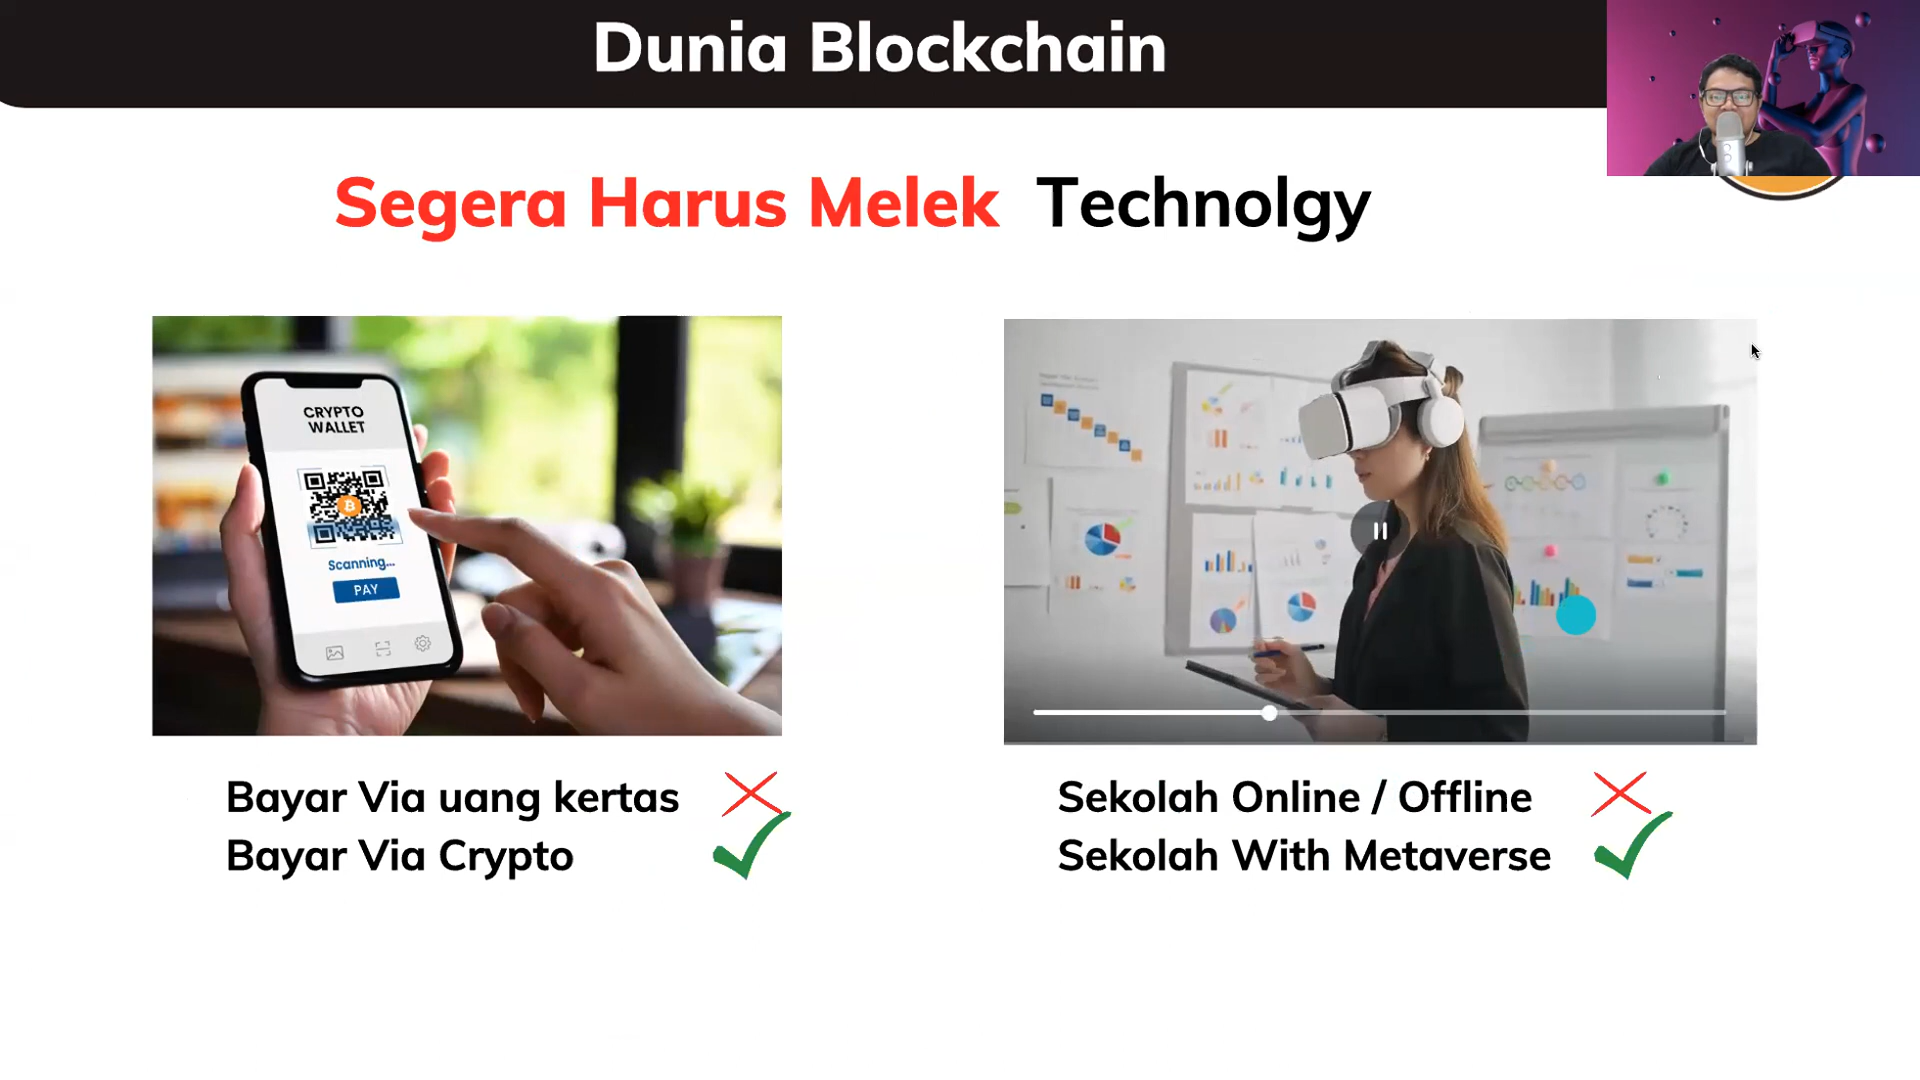 Dunia Blockchain
Segera Harus Melek Technolgy
CRYPTO
WALLET
Scanning...
PAY
Bayar Via uang kertas
Bayar Via Crypto
Sekolah Online / Offline
Sekolah With Metaverse